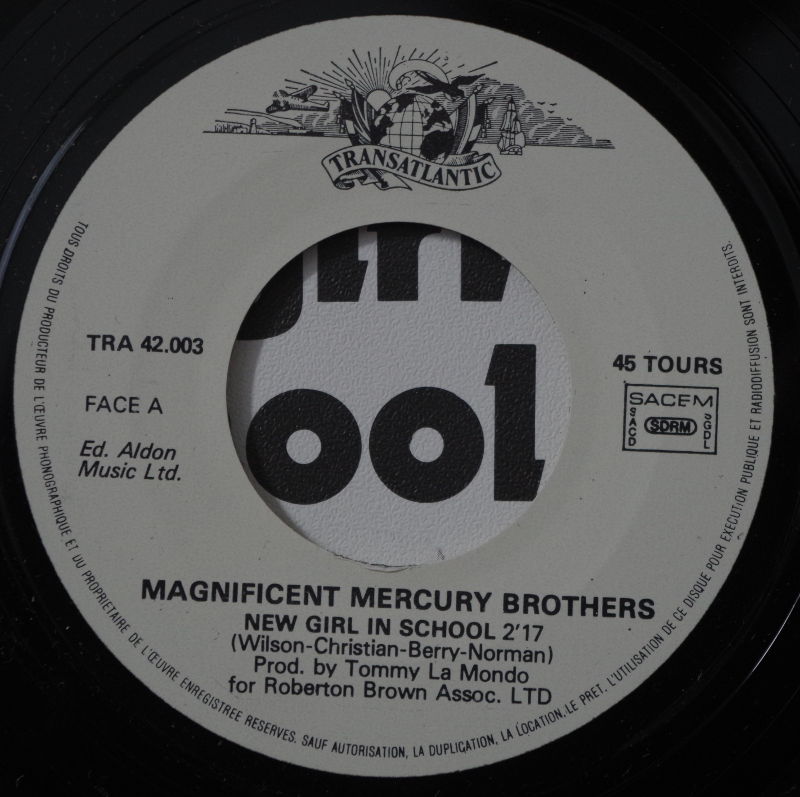 TRANSATLANTIC
TRA 42.003
FACE A
Ed. Aldon
Music Ltd.
45 TOURS
SACEM
SACD
SDRM
SGDL
ool
MAGNIFICENT MERCURY BROTHERS
NEW GIRL IN SCHOOL 2'17
(Wilson-Christian-Berry-Norman)
Prod. by Tommy La Mondo
for Roberton Brown Assoc. LTD
TOUS DROITS DU PRODUCTEUR DE L'ŒUVRE PHONOGRAPHIQUE ET DU PROPRIETAIRE DE L'ŒUVRE ENREGISTREE RESERVES. SAUF AUTORISATION, LA DUPLICATION, LA LOCATION, LE PRET, L'UTILISATION DE CE DISQUE POUR EXECUTION PUBLIQUE ET RADIODIFFUSION SONT INTERDITS.